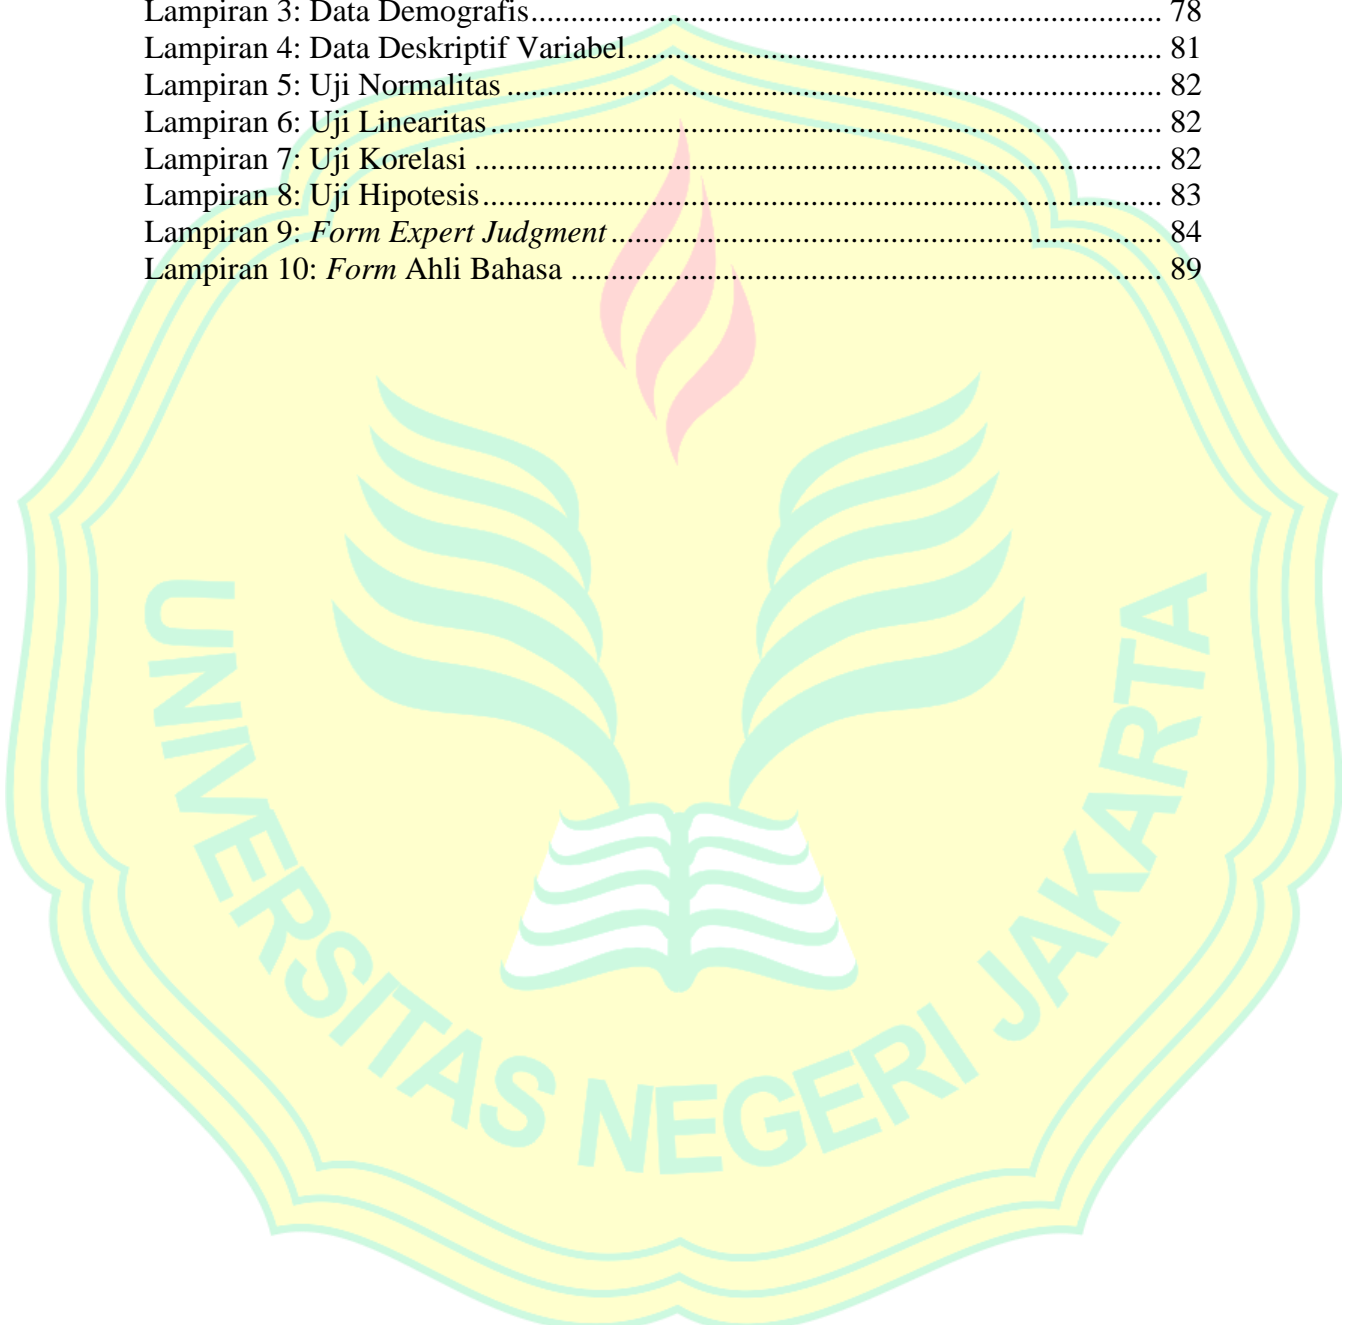 Lampiran 3: Data Demografis.................................................................................. 78
Lampiran 4: Data Deskriptif Variabel..................................................................... 81
Lampiran 5: Uji Normalitas .................................................................................... 82
Lampiran 6: Uji Linearitas...................................................................................... 82
Lampiran 7: Uji Korelasi ........................................................................................ 82
Lampiran 8: Uji Hipotesis....................................................................................... 83
Lampiran 9: Form Expert Judgment....................................................................... 84
Lampiran 10: Form Ahli Bahasa ............................................................................ 89
UNIVERSITAS NEGERI JAKARTA